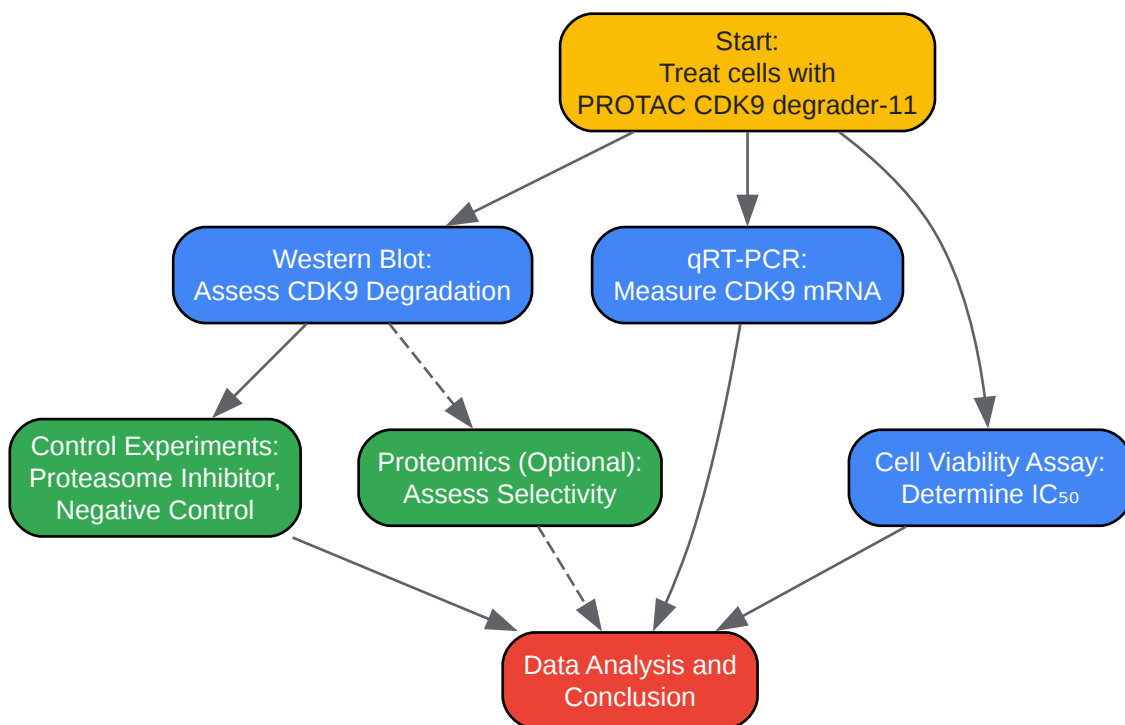 Start:
Treat cells with
PROTAC CDK9 degrader-11
Western Blot:
Assess CDK9 Degradation
qRT-PCR:
Measure CDK9 mRNA
Control Experiments:
Proteasome Inhibitor,
Negative Control
Proteomics (Optional):
Assess Selectivity
Cell Viability Assay:
Determine IC₅₀
Data Analysis and
Conclusion